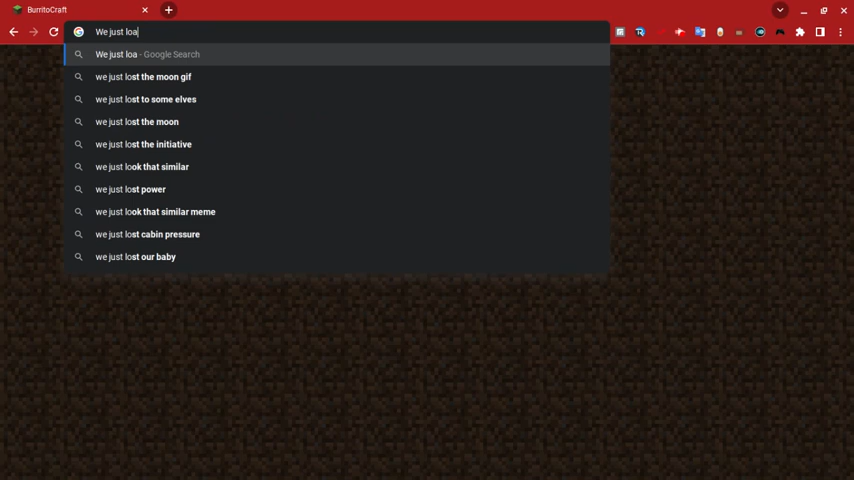 BurritoCraft
We just loa
We just loa - Google Search
we just lost the moon gif
we just lost to some elves
we just lost the moon
we just lost the initiative
we just look that similar
we just lost power
we just look that similar meme
we just lost cabin pressure
we just lost our baby